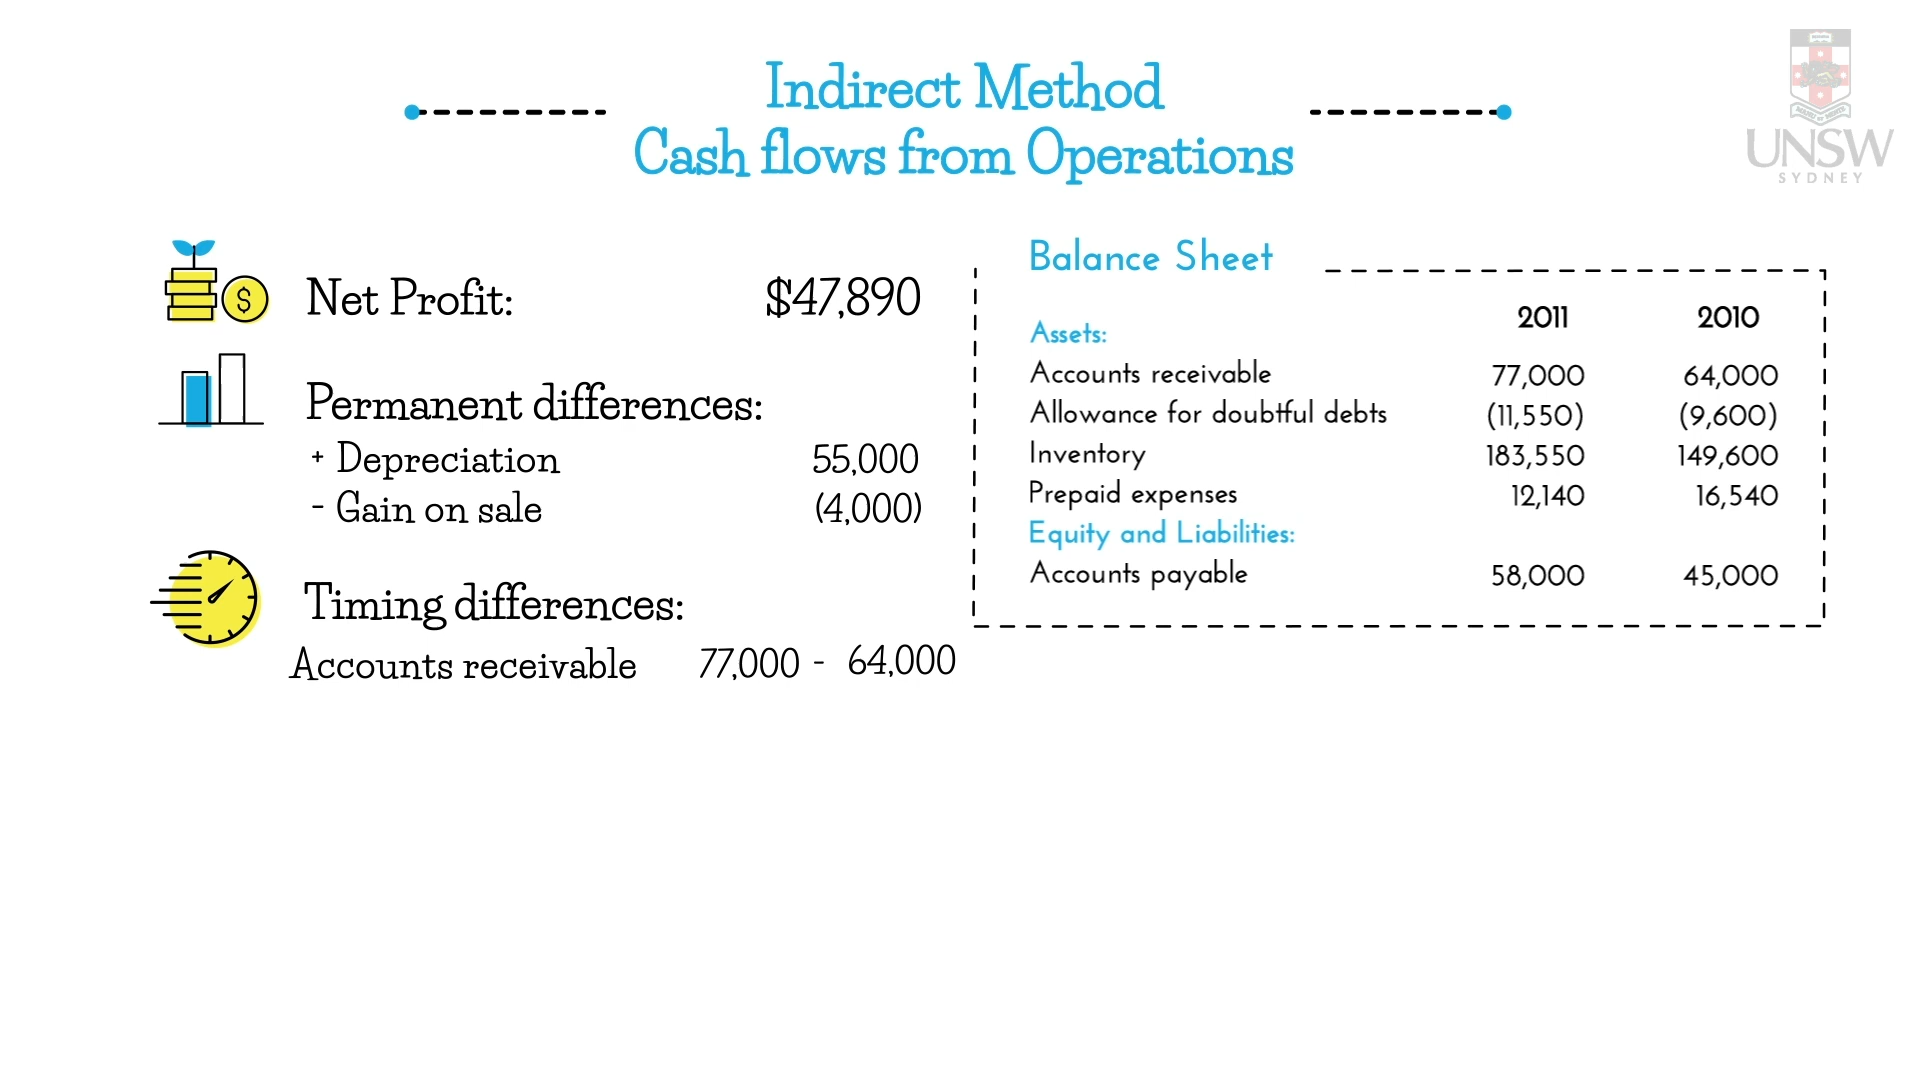 Indirect Method
Cash flows from Operations
UNSW
SYDNEY
Net Profit: $47,890
Permanent differences:
+ Depreciation 55,000
- Gain on sale (4,000)
Timing differences:
Accounts receivable 77,000 - 64,000
Balance Sheet
2011 2010
Assets:
Accounts receivable 77,000 64,000
Allowance for doubtful debts (11,550) (9,600)
Inventory 183,550 149,600
Prepaid expenses 12,140 16,540
Equity and Liabilities:
Accounts payable 58,000 45,000